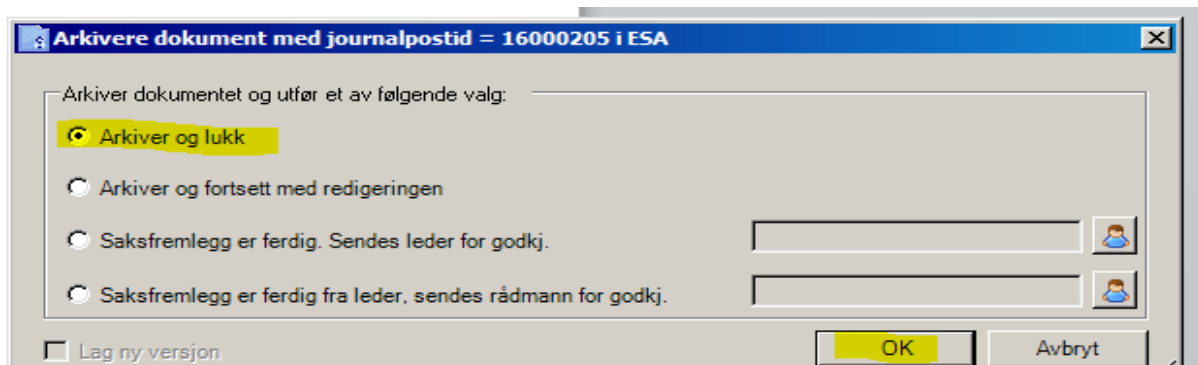 Arkivere dokument med journalpostid = 16000205 i ESA
Arkiver dokumentet og utfør et av følgende valg:
Arkiver og lukk
Arkiver og fortsett med redigeringen
Saksfremlegg er ferdig. Sendes leder for godkj.
Saksfremlegg er ferdig fra leder, sendes rådmann for godkj.
Lag ny versjon
OK
Avbryt